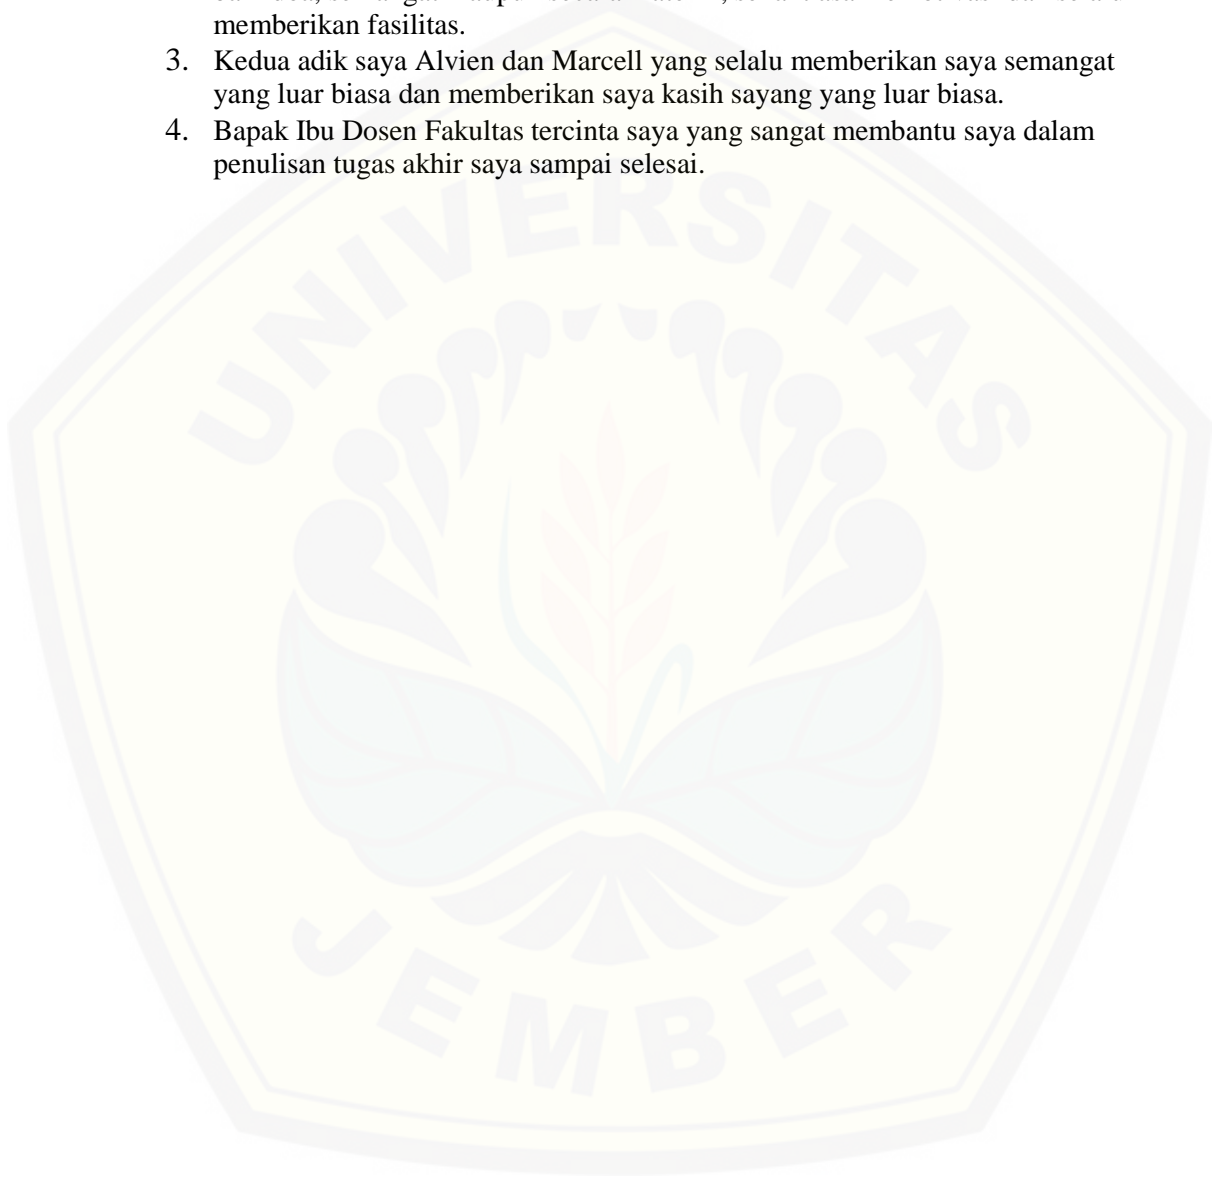 memberikan fasilitas.
3. Kedua adik saya Alvien dan Marcell yang selalu memberikan saya semangat
yang luar biasa dan memberikan saya kasih sayang yang luar biasa.
4. Bapak Ibu Dosen Fakultas tercinta saya yang sangat membantu saya dalam
penulisan tugas akhir saya sampai selesai.
UNIVERSITAS
JEMBER